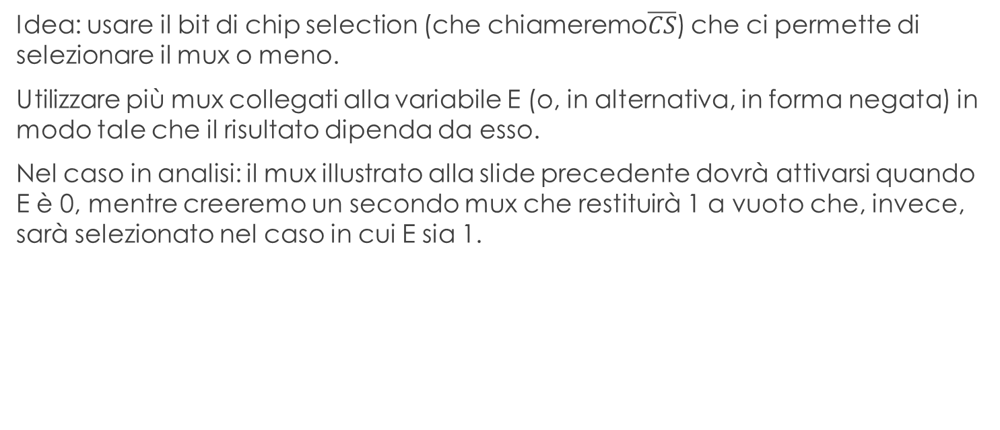 Idea: usare il bit di chip selection (che chiameremo C̅S̅) che ci permette di
selezionare il mux o meno.
Utilizzare più mux collegati alla variabile E (o, in alternativa, in forma negata) in
modo tale che il risultato dipenda da esso.
Nel caso in analisi: il mux illustrato alla slide precedente dovrà attivarsi quando
E è 0, mentre creeremo un secondo mux che restituirà 1 a vuoto che, invece,
sarà selezionato nel caso in cui E sia 1.